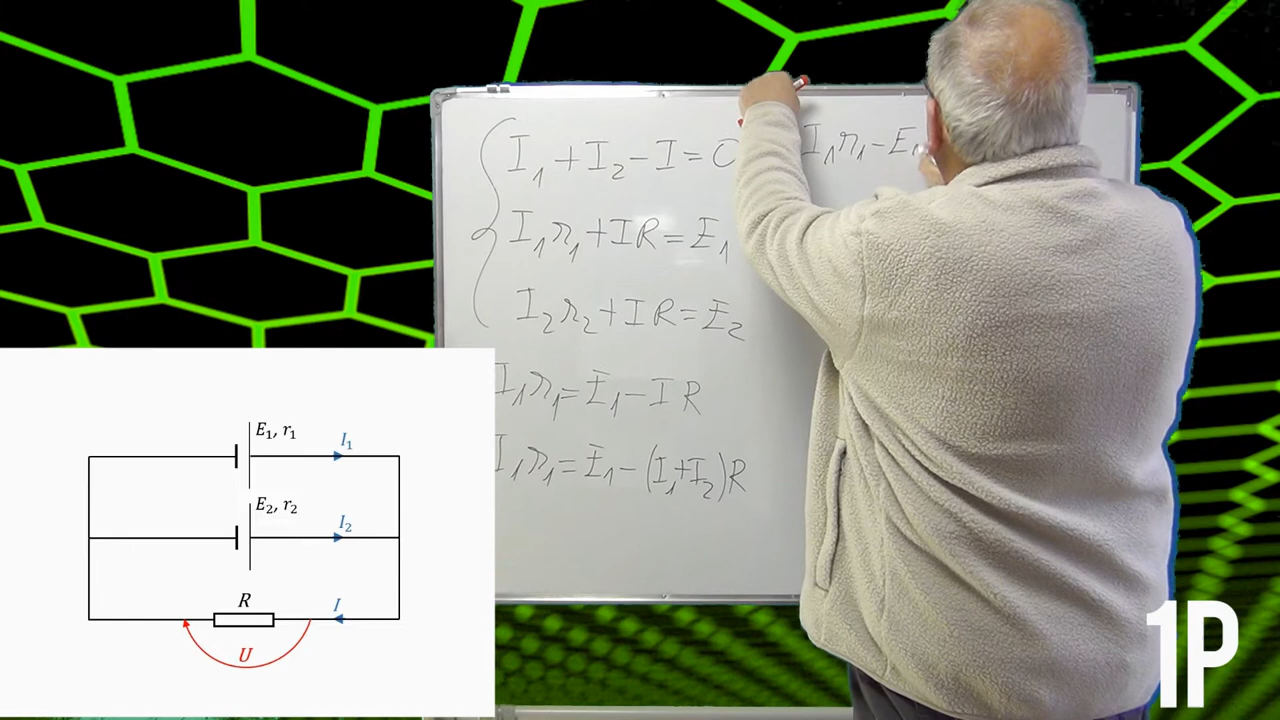 I₁ + I₂ − I = 0
I₁r₁ + IR = E₁
I₂r₂ + IR = E₂
I₁r₁ = E₁ − IR
I₁r₁ = E₁ − (I₁+I₂)R
I₁r₁ − E₁
E₁, r₁
I₁
E₂, r₂
I₂
R
I
U
1P